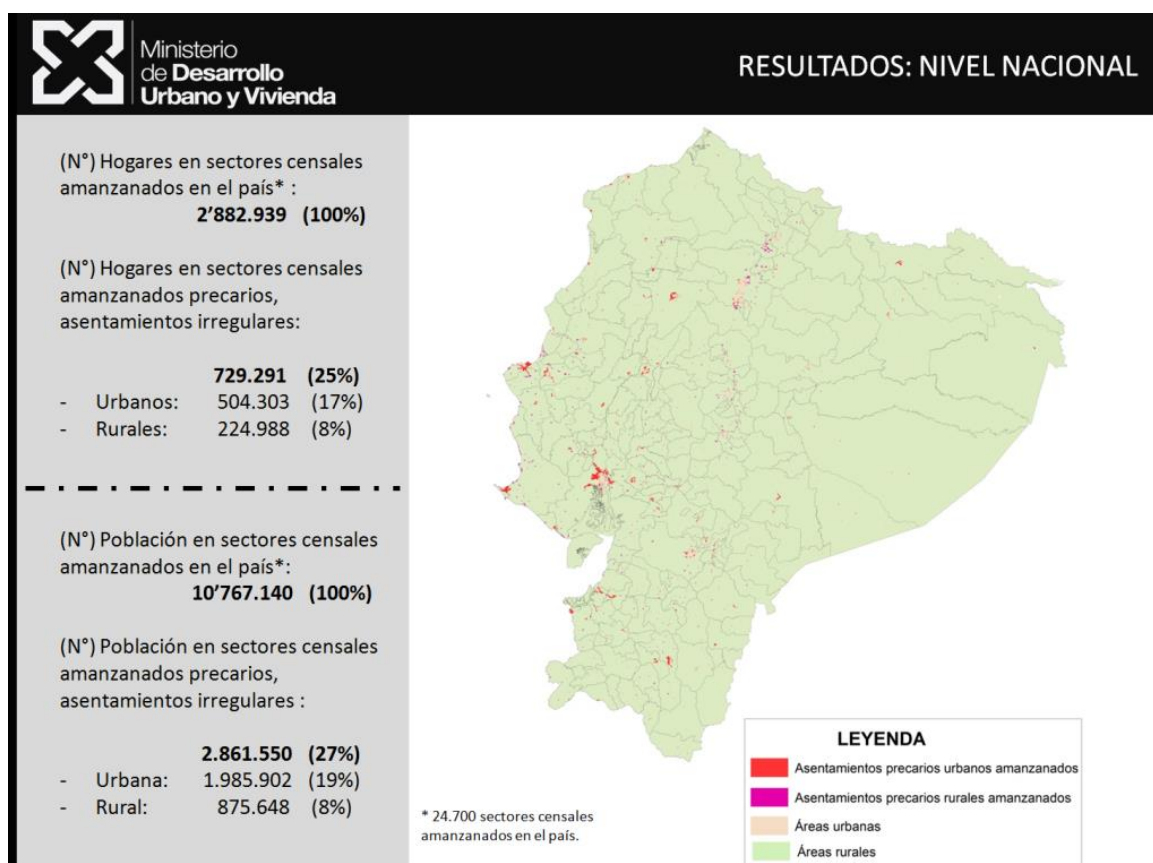 Ministerio
de Desarrollo
Urbano y Vivienda
RESULTADOS: NIVEL NACIONAL
(N°) Hogares en sectores censales
amanzanados en el país* :
2’882.939 (100%)
(N°) Hogares en sectores censales
amanzanados precarios,
asentamientos irregulares:
729.291 (25%)
- Urbanos: 504.303 (17%)
- Rurales: 224.988 (8%)
(N°) Población en sectores censales
amanzanados en el país*:
10’767.140 (100%)
(N°) Población en sectores censales
amanzanados precarios,
asentamientos irregulares :
2.861.550 (27%)
- Urbana: 1.985.902 (19%)
- Rural: 875.648 (8%)
* 24.700 sectores censales
amanzanados en el país.
LEYENDA
Asentamientos precarios urbanos amanzanados
Asentamientos precarios rurales amanzanados
Áreas urbanas
Áreas rurales